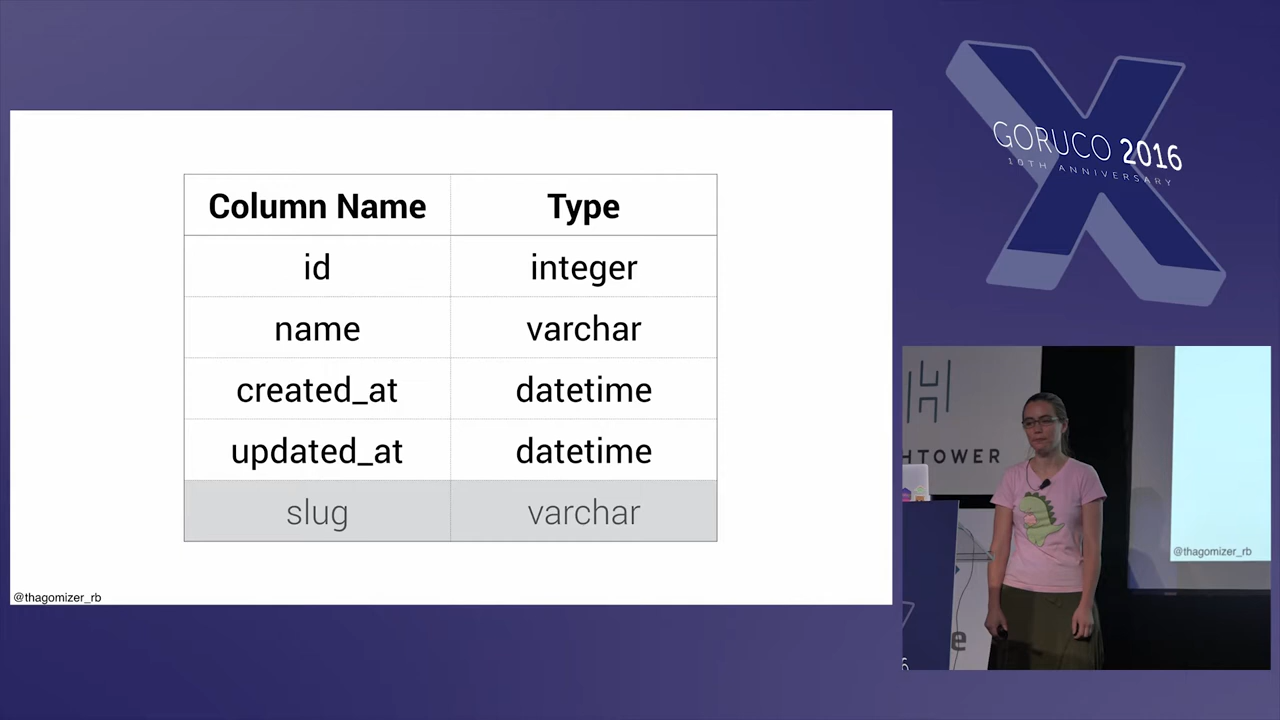 Column Name Type
id integer
name varchar
created_at datetime
updated_at datetime
slug varchar
@thagomizer_rb
GORUCO 2016
10TH ANNIVERSARY
HTOWER
@thagomizer_rb
e
6